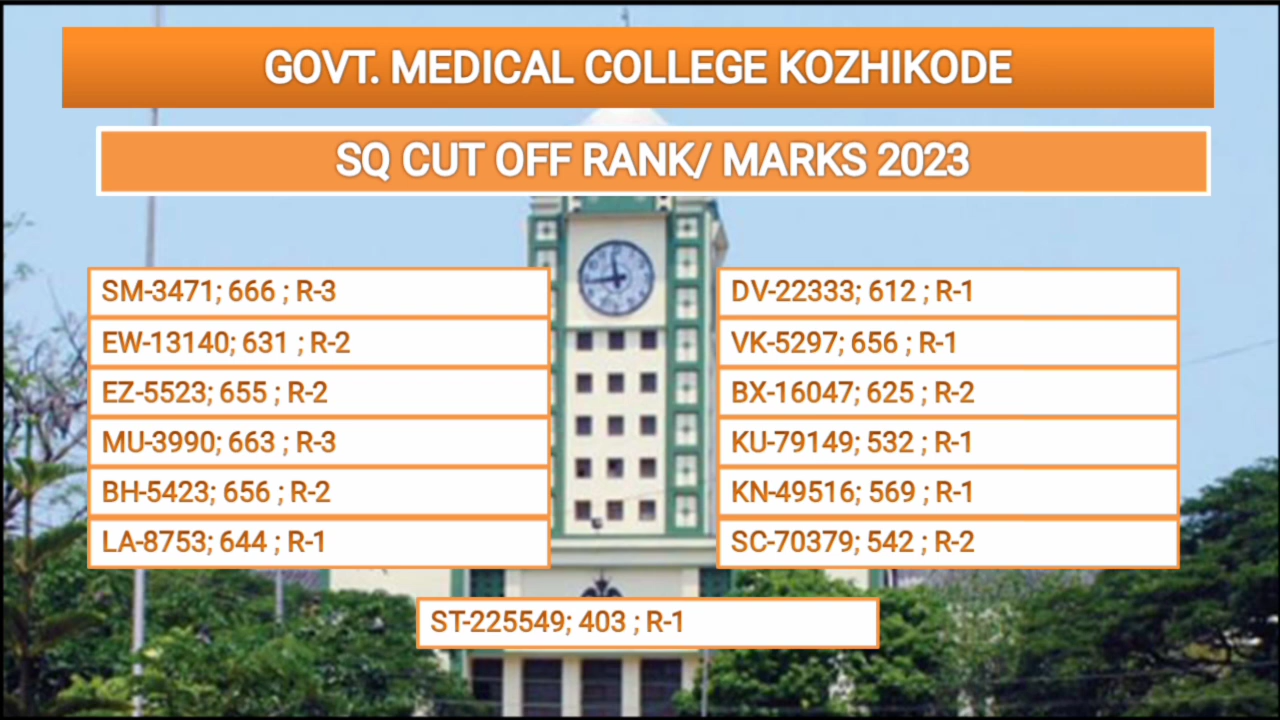 GOVT. MEDICAL COLLEGE KOZHIKODE
SQ CUT OFF RANK/ MARKS 2023
SM-3471; 666 ; R-3
EW-13140; 631 ; R-2
EZ-5523; 655 ; R-2
MU-3990; 663 ; R-3
BH-5423; 656 ; R-2
LA-8753; 644 ; R-1
DV-22333; 612 ; R-1
VK-5297; 656 ; R-1
BX-16047; 625 ; R-2
KU-79149; 532 ; R-1
KN-49516; 569 ; R-1
SC-70379; 542 ; R-2
ST-225549; 403 ; R-1